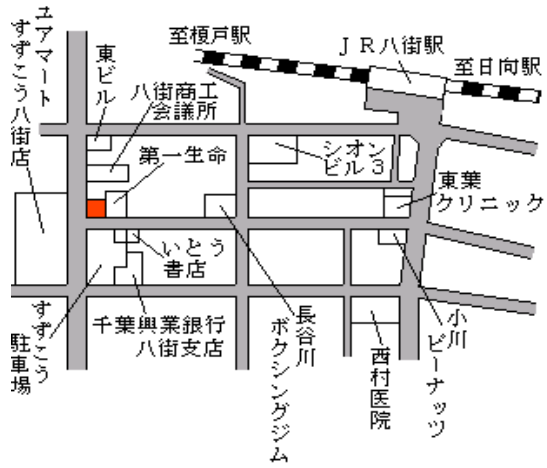 至榎戸駅
ＪＲ八街駅
至日向駅
ユアマート
すずこう八街店
東ビル
八街商工
会議所
第一生命
シオン
ビル３
東葉
クリニック
いとう
書店
千葉興業銀行
八街支店
すずこう
駐車場
長谷川
ボクシングジム
西村医院
小川
ピーナッツ